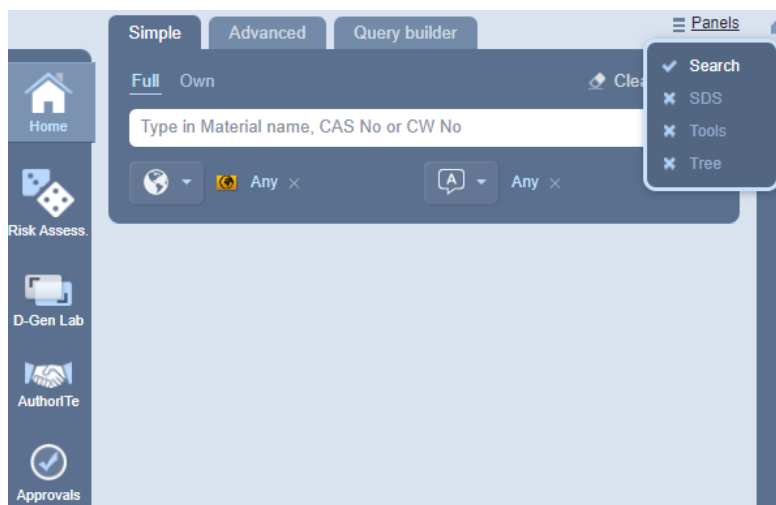 Simple Advanced Query builder
Panels
Search
SDS
Tools
Tree
Full Own
Type in Material name, CAS No or CW No
Any
A
Any
Home
Risk Assess.
D-Gen Lab
AuthorITe
Approvals